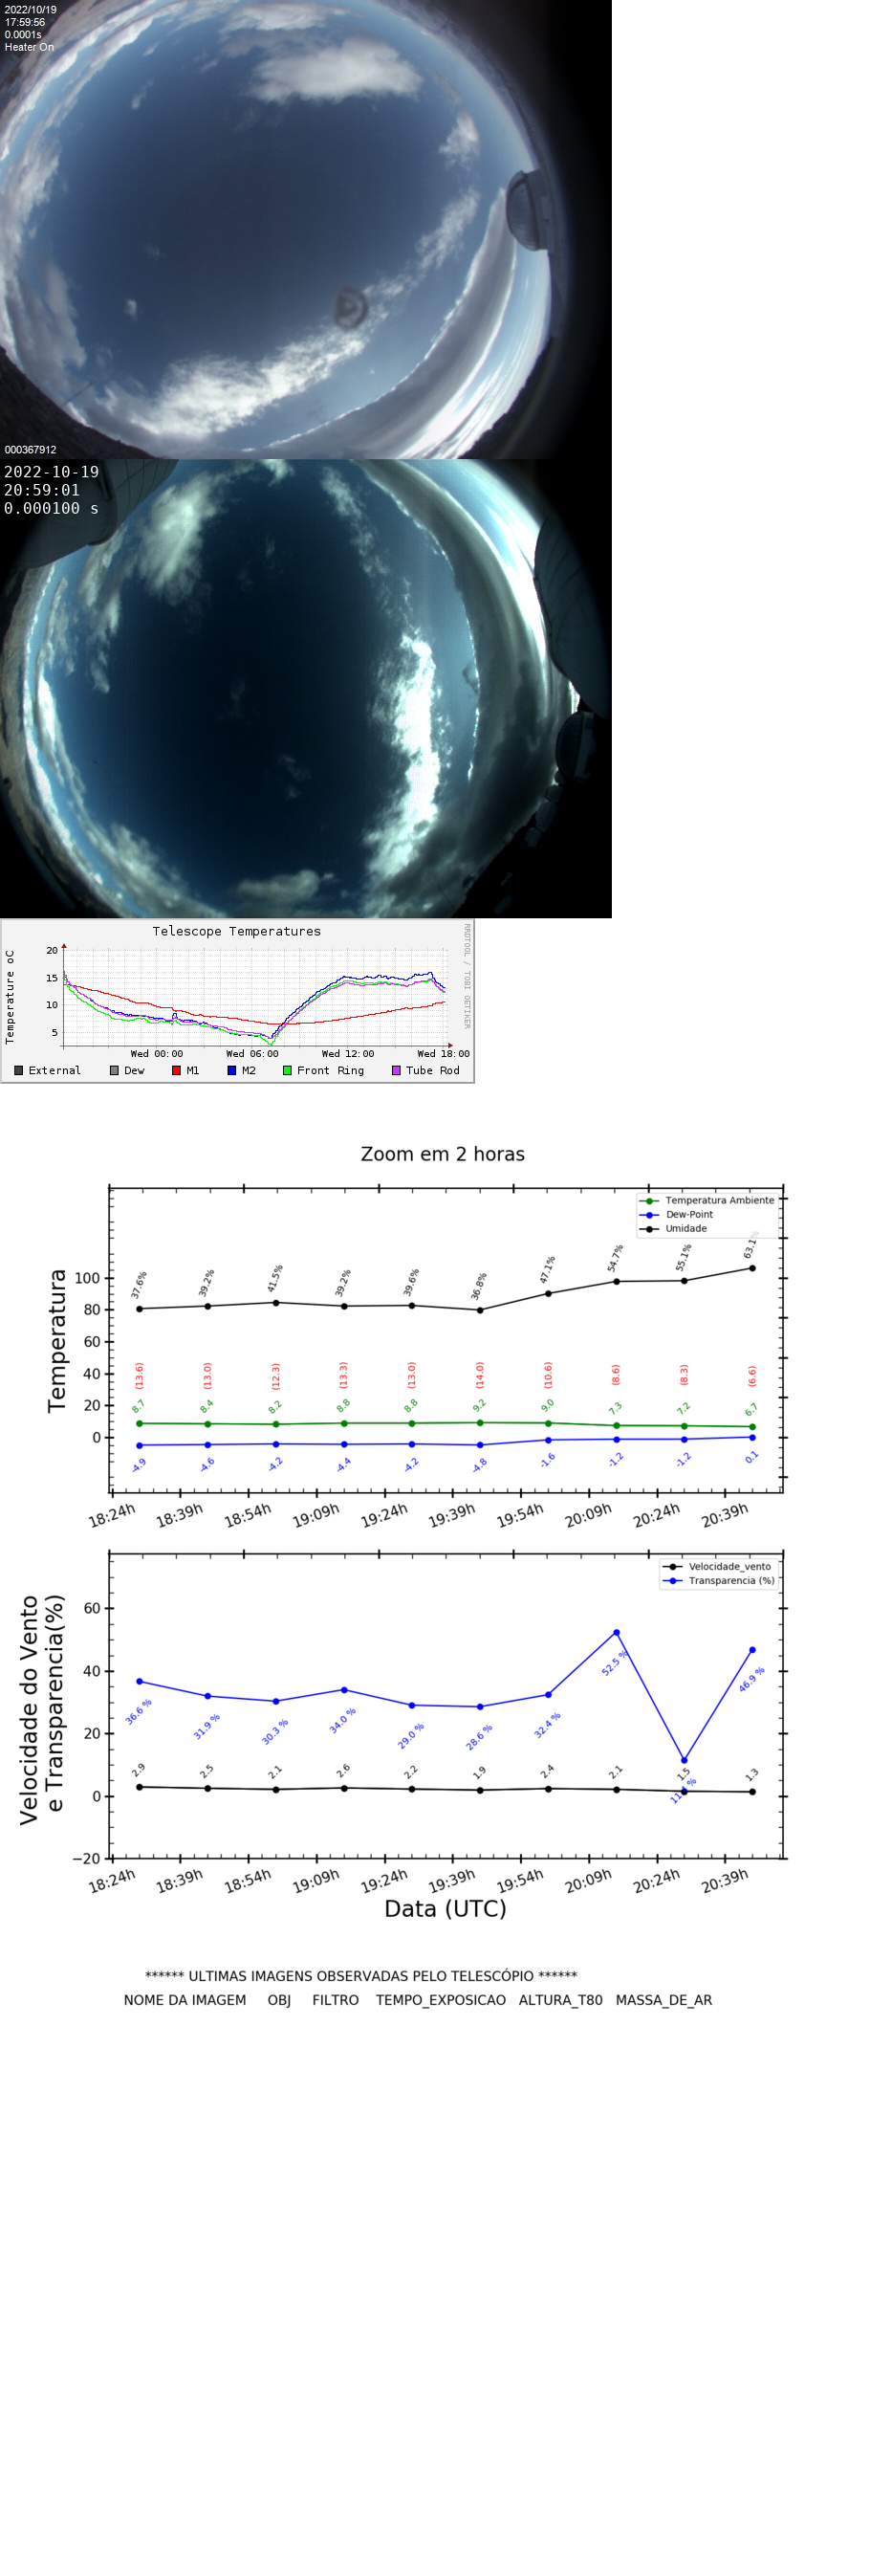 2022/10/19
17:59:56
0.0001s
Heater On
000367912
2022-10-19
20:59:01
0.000100 s
Telescope Temperatures
RRDTOOL / TOBI OETIKER
Temperature oC
20
15
10
5
Wed 00:00 Wed 06:00 Wed 12:00 Wed 18:00
External Dew M1 M2 Front Ring Tube Rod
Zoom em 2 horas
Temperatura Ambiente
Dew-Point
Umidade
Temperatura
100
80
60
40
20
0
37.6% 39.2% 41.5% 39.2% 39.6% 36.8% 47.1% 54.7% 55.1% 63.1%
(13.6) (13.0) (12.3) (13.3) (13.0) (14.0) (10.6) (8.6) (8.3) (6.6)
8.7 8.4 8.2 8.8 8.8 9.2 9.0 7.3 7.2 6.7
-4.9 -4.6 -4.2 -4.4 -4.2 -4.8 -1.6 -1.2 -1.2 0.1
18:24h 18:39h 18:54h 19:09h 19:24h 19:39h 19:54h 20:09h 20:24h 20:39h
Velocidade_vento
Transparencia (%)
Velocidade do Vento
e Transparencia(%)
60
40
20
0
−20
36.6 % 31.9 % 30.3 % 34.0 % 29.0 % 28.6 % 32.4 % 52.5 % 46.9 %
2.9 2.5 2.1 2.6 2.2 1.9 2.4 2.1 1.5 1.3
18:24h 18:39h 18:54h 19:09h 19:24h 19:39h 19:54h 20:09h 20:24h 20:39h
Data (UTC)
****** ULTIMAS IMAGENS OBSERVADAS PELO TELESCÓPIO ******
NOME DA IMAGEM OBJ FILTRO TEMPO_EXPOSICAO ALTURA_T80 MASSA_DE_AR